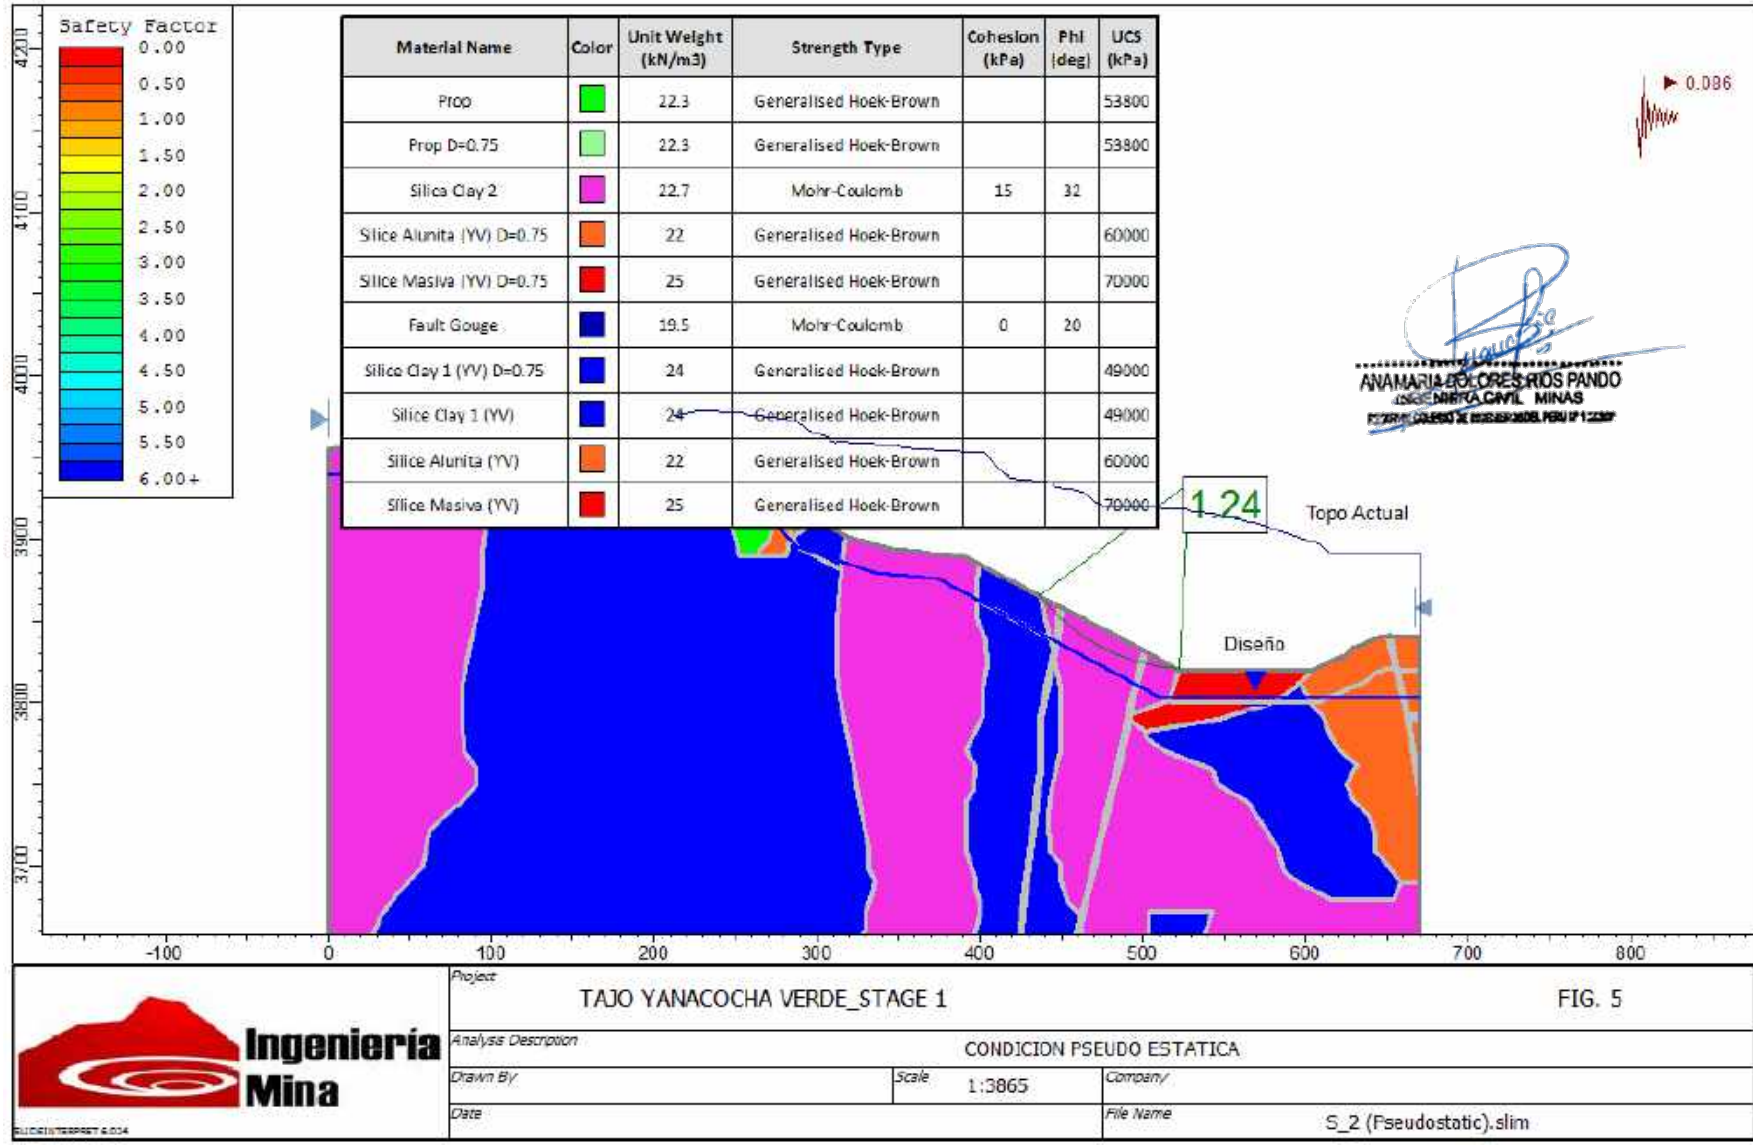 Safety Factor
0.00
0.50
1.00
1.50
2.00
2.50
3.00
3.50
4.00
4.50
5.00
5.50
6.00+
Material Name Color Unit Weight (kN/m3) Strength Type Cohesion (kPa) Phi (deg) UCS (kPa)
Prop 22.3 Generalised Hoek-Brown 53800
Prop D=0.75 22.3 Generalised Hoek-Brown 53800
Silica Clay 2 22.7 Mohr-Coulomb 15 32
Silice Alunita (YV) D=0.75 22 Generalised Hoek-Brown 60000
Silice Masiva (YV) D=0.75 25 Generalised Hoek-Brown 70000
Fault Gouge 19.5 Mohr-Coulomb 0 20
Silice Clay 1 (YV) D=0.75 24 Generalised Hoek-Brown 49000
Silice Clay 1 (YV) 24 Generalised Hoek-Brown 49000
Silice Alunita (YV) 22 Generalised Hoek-Brown 60000
Silice Masiva (YV) 25 Generalised Hoek-Brown 70000
0.086
ANA MARIA DOLORES RIOS PANDO
INGENIERA CIVIL MINAS
1.24
Topo Actual
Diseño
4200
4100
4000
3900
3800
3700
-100 0 100 200 300 400 500 600 700 800
Ingeniería
Mina
SLIDEINTERPRET 6.034
Project
TAJO YANACOCHA VERDE_STAGE 1
FIG. 5
Analysis Description
CONDICION PSEUDO ESTATICA
Drawn By
Scale 1:3865
Company
Date
File Name S_2 (Pseudostatic).slim